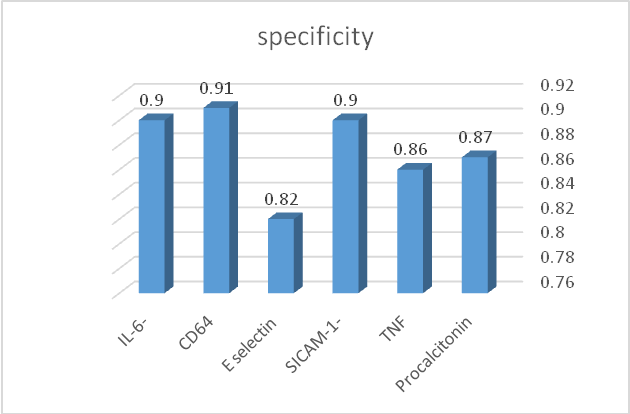 specificity
0.9
0.91
0.82
0.9
0.86
0.87
0.92
0.9
0.88
0.86
0.84
0.82
0.8
0.78
0.76
IL-6-
CD64
E selectin
SICAM-1-
TNF
Procalcitonin